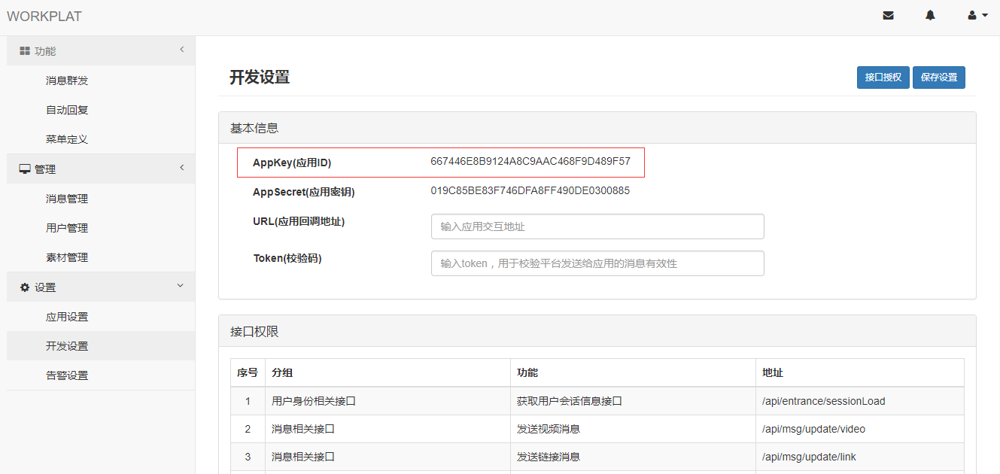 WORKPLAT
功能
消息群发
自动回复
菜单定义
管理
消息管理
用户管理
素材管理
设置
应用设置
开发设置
告警设置
开发设置
接口授权 保存设置
基本信息
AppKey(应用ID) 667446E8B9124A8C9AAC468F9D489F57
AppSecret(应用密钥) 019C85BE83F746DFA8FF490DE0300885
URL(应用回调地址) 输入应用交互地址
Token(校验码) 输入token，用于校验平台发送给应用的消息有效性
接口权限
序号 分组 功能 地址
1 用户身份相关接口 获取用户会话信息接口 /api/entrance/sessionLoad
2 消息相关接口 发送视频消息 /api/msg/update/video
3 消息相关接口 发送链接消息 /api/msg/update/link